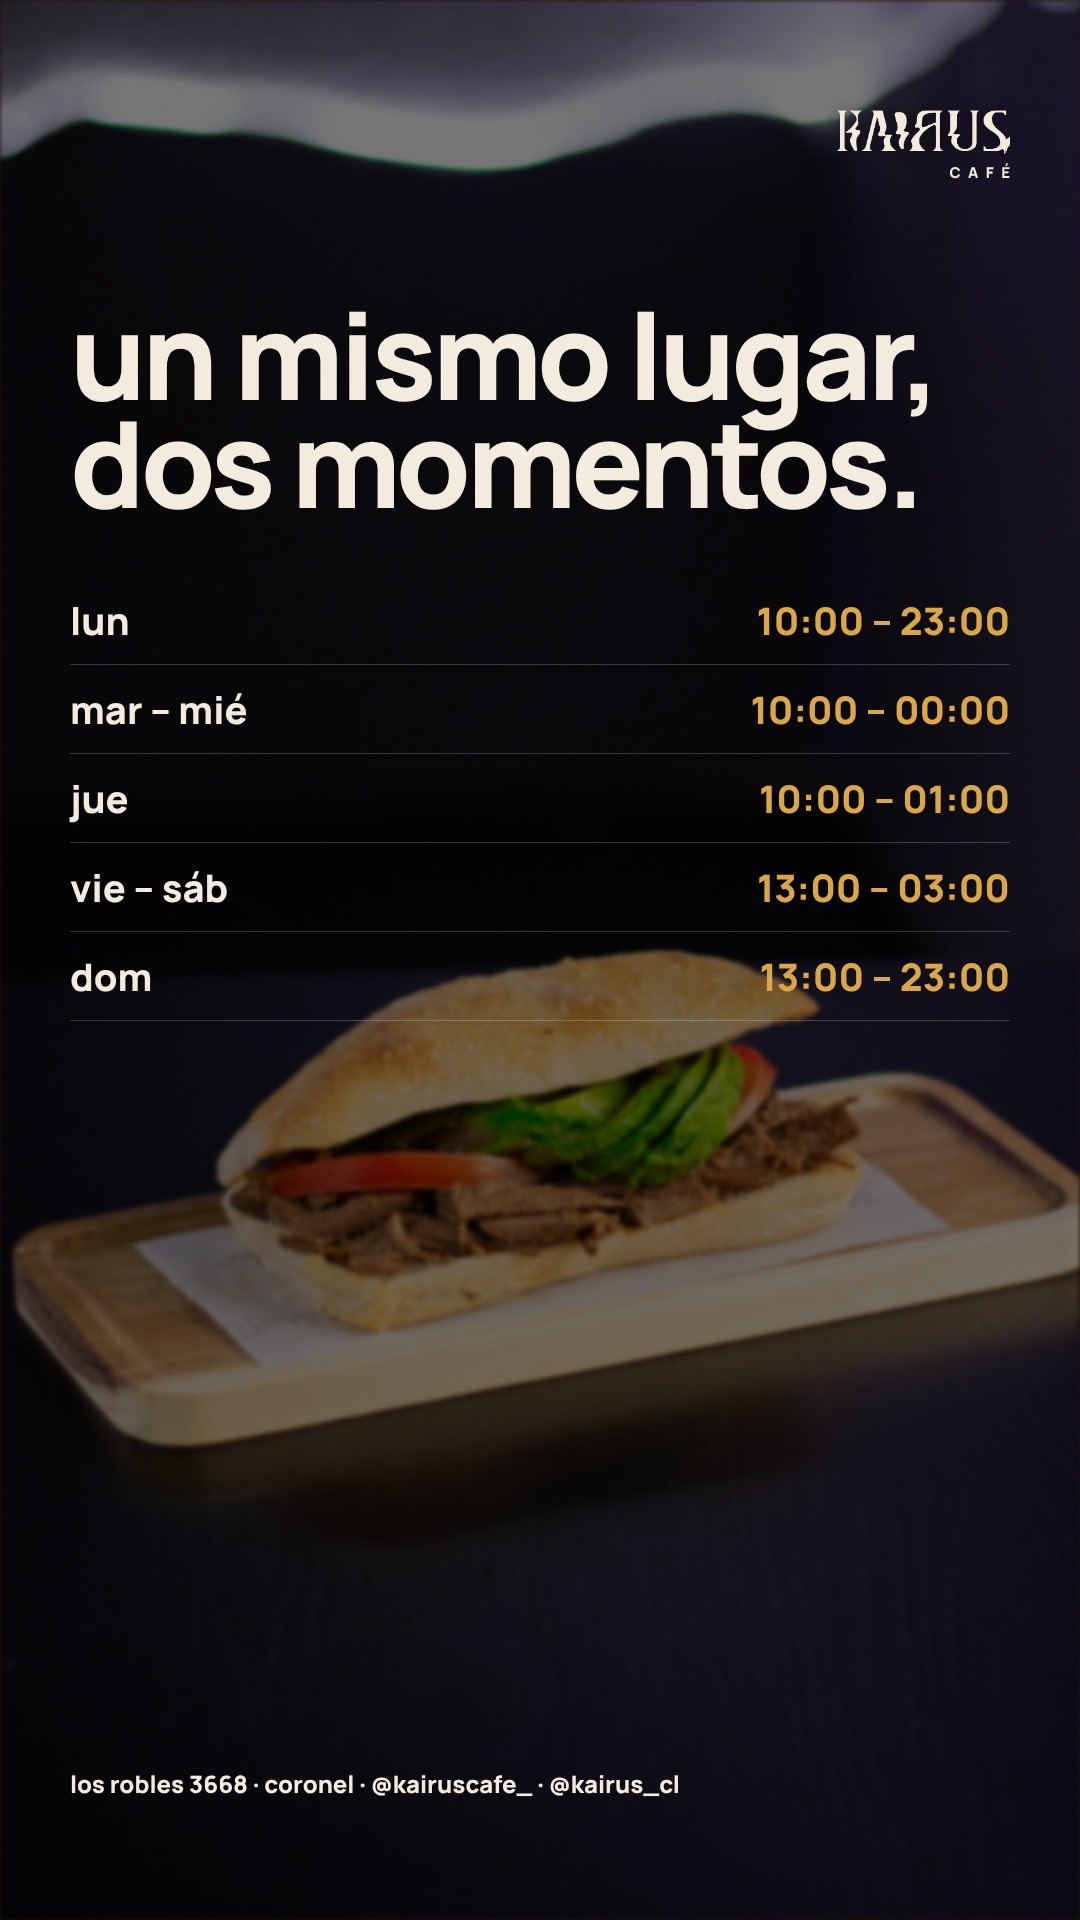 KAIRUS
CAFÉ
un mismo lugar,
dos momentos.
lun 10:00 – 23:00
mar – mié 10:00 – 00:00
jue 10:00 – 01:00
vie – sáb 13:00 – 03:00
dom 13:00 – 23:00
los robles 3668 · coronel · @kairuscafe_ · @kairus_cl